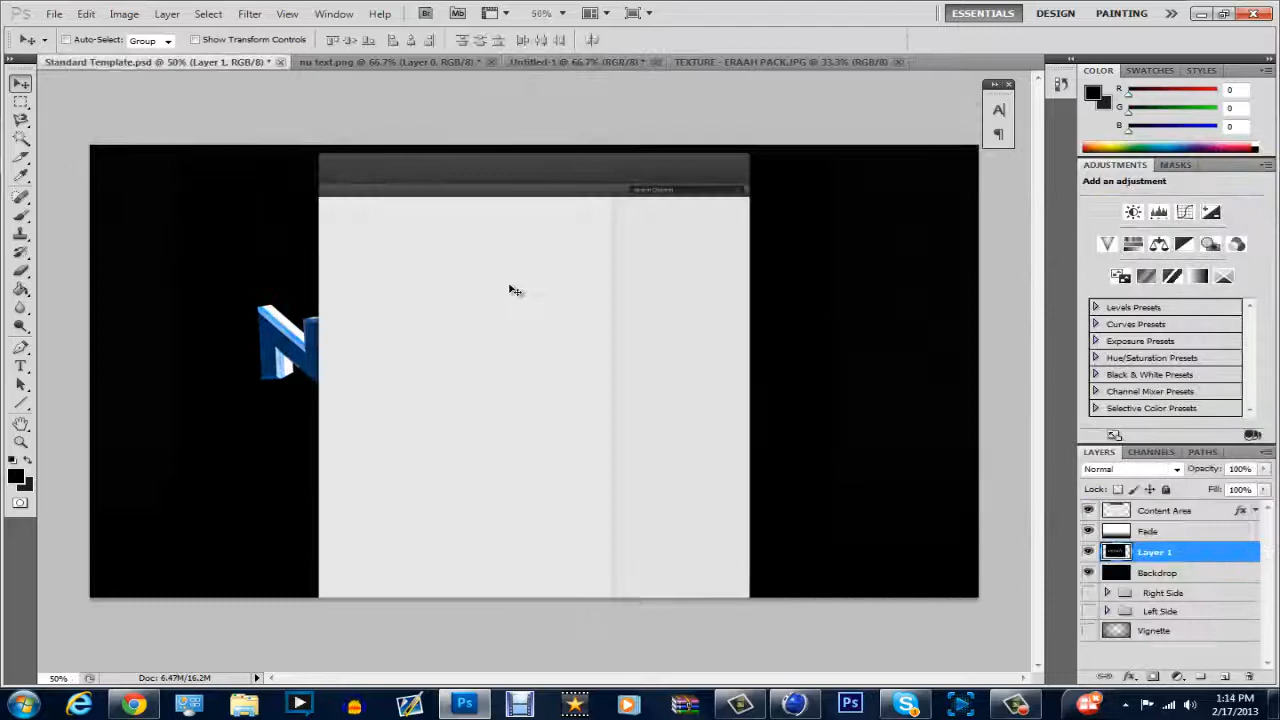 Ps File Edit Image Layer Select Filter View Window Help Br Mb 50% ESSENTIALS DESIGN PAINTING
Auto-Select: Group Show Transform Controls
Standard Template.psd @ 50% (Layer 1, RGB/8) * nu text.png @ 66.7% (Layer 0, RGB/8) * Untitled-1 @ 66.7% (RGB/8) * TEXTURE - ERAAH PACK.JPG @ 33.3% (RGB/8)
COLOR SWATCHES STYLES
R 0
G 0
B 0
ADJUSTMENTS MASKS
Add an adjustment
Levels Presets
Curves Presets
Exposure Presets
Hue/Saturation Presets
Black & White Presets
Channel Mixer Presets
Selective Color Presets
LAYERS CHANNELS PATHS
Normal Opacity: 100%
Lock: Fill: 100%
Content Area fx
Fade
Layer 1
Backdrop
Right Side
Left Side
Vignette
N
50% Doc: 6.47M/16.2M
1:14 PM
2/17/2013